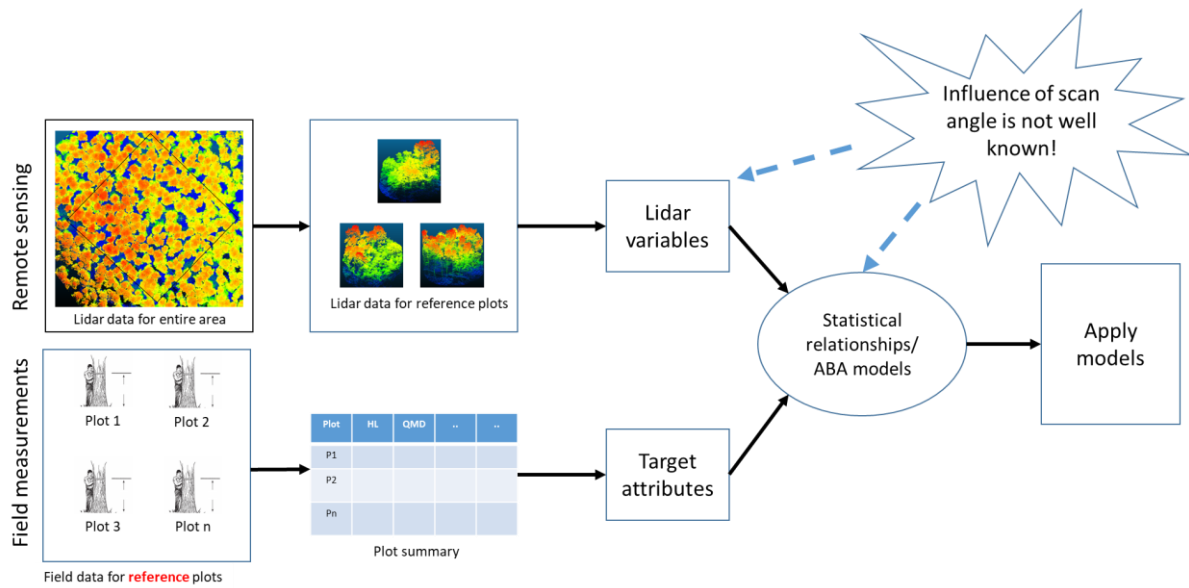 Influence of scan
angle is not well
known!
Remote sensing
Lidar data for entire area
Lidar data for reference plots
Lidar
variables
Statistical
relationships/
ABA models
Apply
models
Field measurements
Plot 1
Plot 2
Plot 3
Plot n
Field data for reference plots
Plot HL QMD .. ..
P1
P2
Pn
Plot summary
Target
attributes